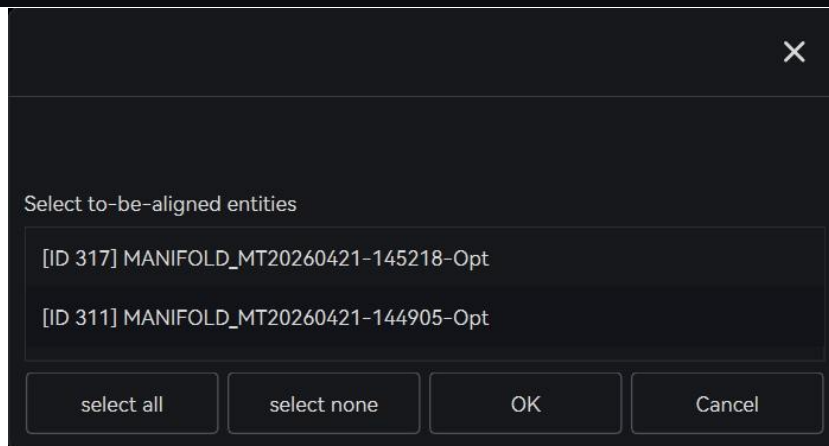 Select to-be-aligned entities
[ID 317] MANIFOLD_MT20260421-145218-Opt
[ID 311] MANIFOLD_MT20260421-144905-Opt
select all select none OK Cancel